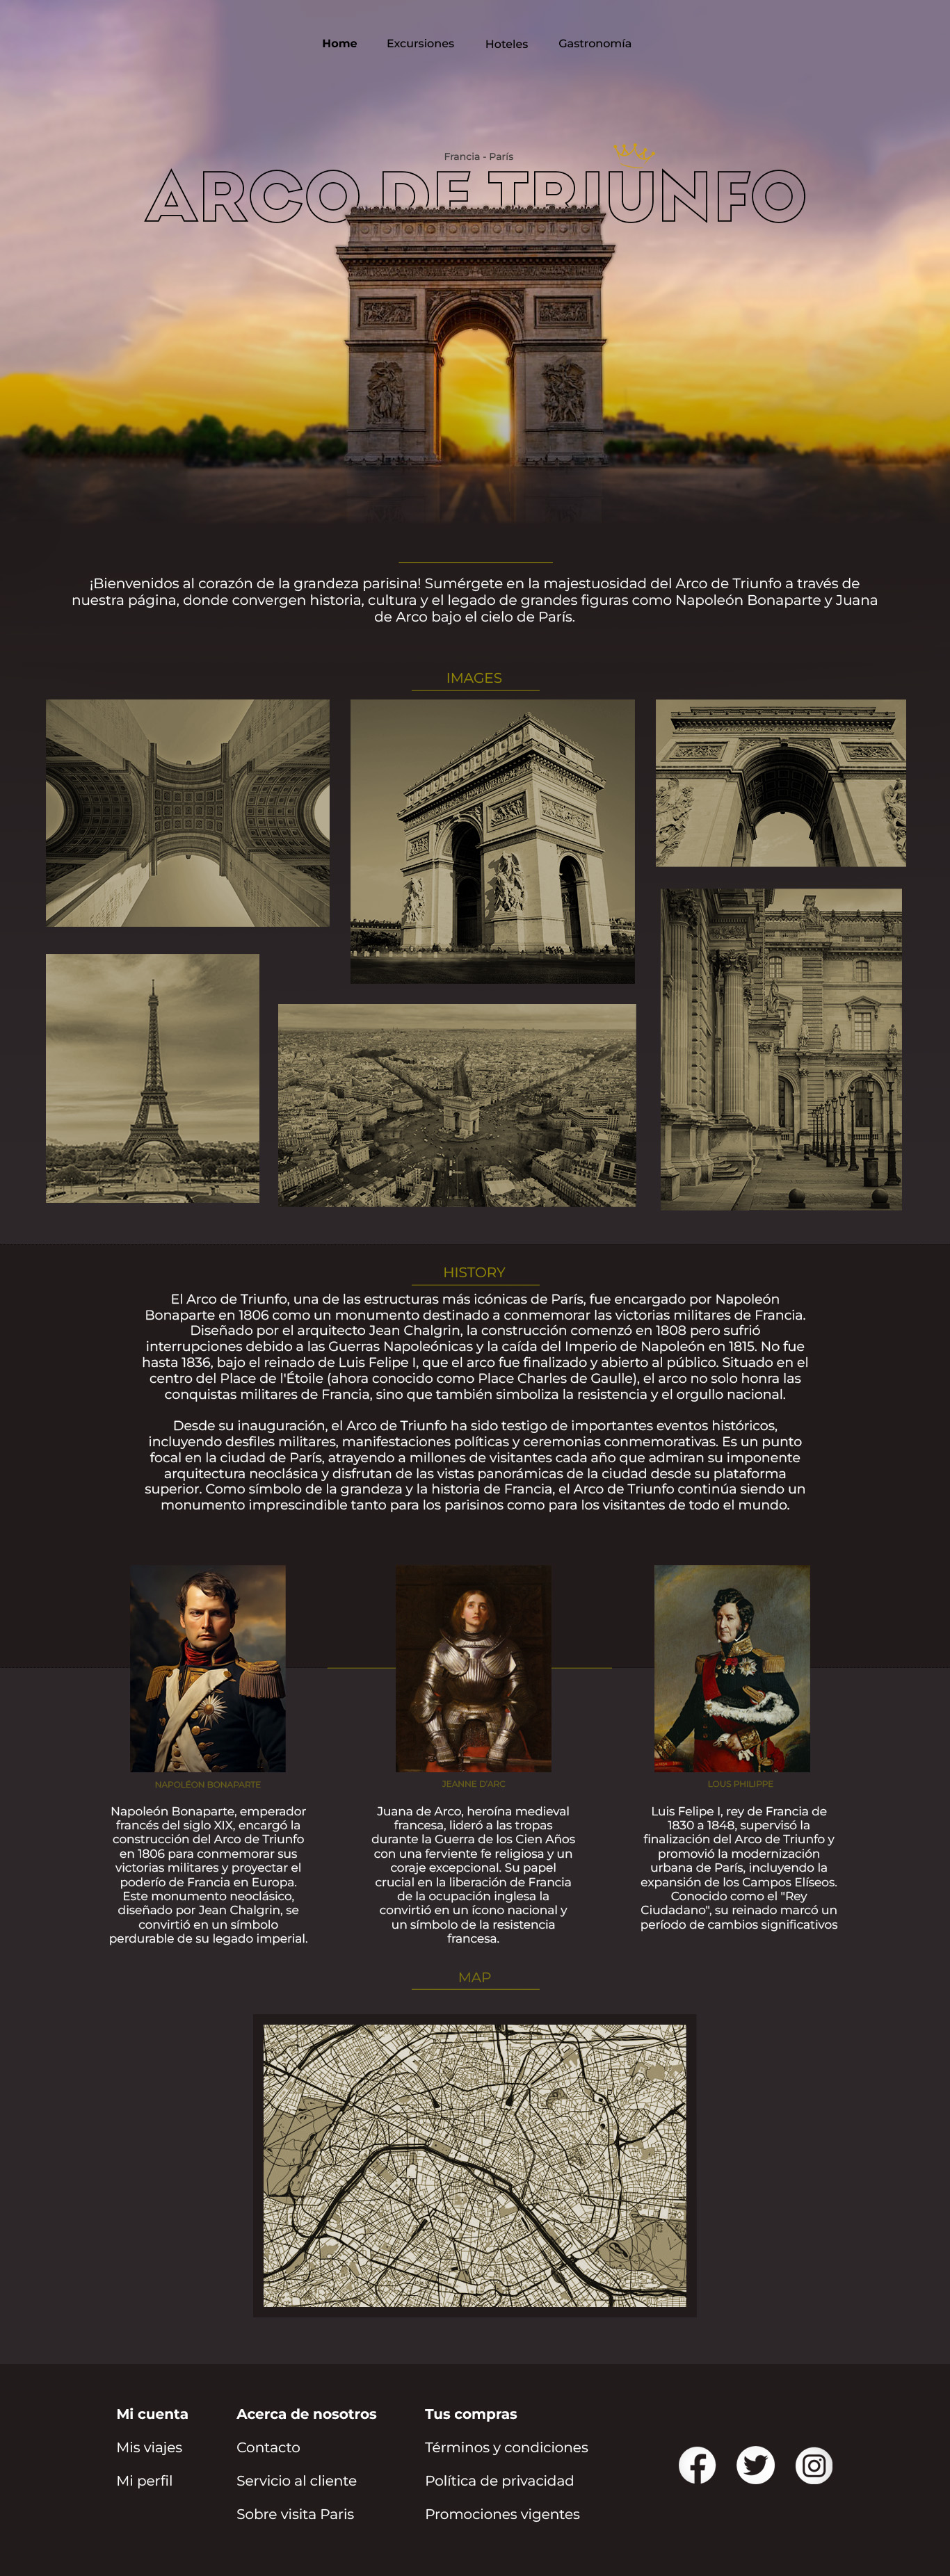 Home Excursiones Hoteles Gastronomía
Francia - París
ARCO DE TRIUNFO
¡Bienvenidos al corazón de la grandeza parisina! Sumérgete en la majestuosidad del Arco de Triunfo a través de
nuestra página, donde convergen historia, cultura y el legado de grandes figuras como Napoleón Bonaparte y Juana
de Arco bajo el cielo de París.
IMAGES
HISTORY
El Arco de Triunfo, una de las estructuras más icónicas de París, fue encargado por Napoleón
Bonaparte en 1806 como un monumento destinado a conmemorar las victorias militares de Francia.
Diseñado por el arquitecto Jean Chalgrin, la construcción comenzó en 1808 pero sufrió
interrupciones debido a las Guerras Napoleónicas y la caída del Imperio de Napoleón en 1815. No fue
hasta 1836, bajo el reinado de Luis Felipe I, que el arco fue finalizado y abierto al público. Situado en el
centro del Place de l'Étoile (ahora conocido como Place Charles de Gaulle), el arco no solo honra las
conquistas militares de Francia, sino que también simboliza la resistencia y el orgullo nacional.
Desde su inauguración, el Arco de Triunfo ha sido testigo de importantes eventos históricos,
incluyendo desfiles militares, manifestaciones políticas y ceremonias conmemorativas. Es un punto
focal en la ciudad de París, atrayendo a millones de visitantes cada año que admiran su imponente
arquitectura neoclásica y disfrutan de las vistas panorámicas de la ciudad desde su plataforma
superior. Como símbolo de la grandeza y la historia de Francia, el Arco de Triunfo continúa siendo un
monumento imprescindible tanto para los parisinos como para los visitantes de todo el mundo.
NAPOLÉON BONAPARTE
Napoleón Bonaparte, emperador
francés del siglo XIX, encargó la
construcción del Arco de Triunfo
en 1806 para conmemorar sus
victorias militares y proyectar el
poderío de Francia en Europa.
Este monumento neoclásico,
diseñado por Jean Chalgrin, se
convirtió en un símbolo
perdurable de su legado imperial.
JEANNE D'ARC
Juana de Arco, heroína medieval
francesa, lideró a las tropas
durante la Guerra de los Cien Años
con una ferviente fe religiosa y un
coraje excepcional. Su papel
crucial en la liberación de Francia
de la ocupación inglesa la
convirtió en un ícono nacional y
un símbolo de la resistencia
francesa.
LOUS PHILIPPE
Luis Felipe I, rey de Francia de
1830 a 1848, supervisó la
finalización del Arco de Triunfo y
promovió la modernización
urbana de París, incluyendo la
expansión de los Campos Elíseos.
Conocido como el "Rey
Ciudadano", su reinado marcó un
período de cambios significativos
MAP
Mi cuenta
Mis viajes
Mi perfil
Acerca de nosotros
Contacto
Servicio al cliente
Sobre visita Paris
Tus compras
Términos y condiciones
Política de privacidad
Promociones vigentes